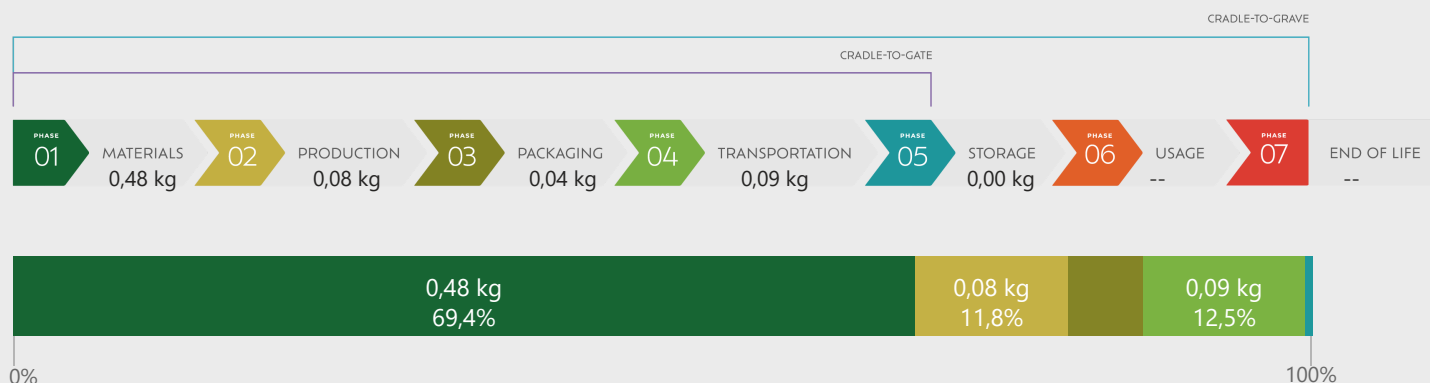 CRADLE-TO-GRAVE
CRADLE-TO-GATE
PHASE
01
MATERIALS
0,48 kg
PHASE
02
PRODUCTION
0,08 kg
PHASE
03
PACKAGING
0,04 kg
PHASE
04
TRANSPORTATION
0,09 kg
PHASE
05
STORAGE
0,00 kg
PHASE
06
USAGE
--
PHASE
07
END OF LIFE
--
0,48 kg
69,4%
0,08 kg
11,8%
0,09 kg
12,5%
0%
100%